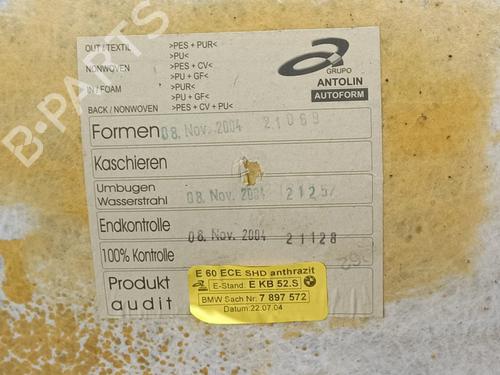 OUT / TEXTIL >PES + PUR<
>PU<
NONWOVEN >PES + CV<
>PU + GF<
IN / FOAM >PUR<
>PU + GF<
BACK / NONWOVEN >PES + CV + PU<
GRUPO
ANTOLIN
AUTOFORM
Formen 08. Nov. 2004 21069
Kaschieren
Umbugen
Wasserstrahl 08. Nov. 2004 21257
Endkontrolle
08. Nov. 2004 21128
100% Kontrolle
Produkt
audit
E 60 ECE SHD anthrazit
E-Stand: E KB 52.S
BMW Sach Nr: 7 897 572
Datum:22.07.04
B-PARTS